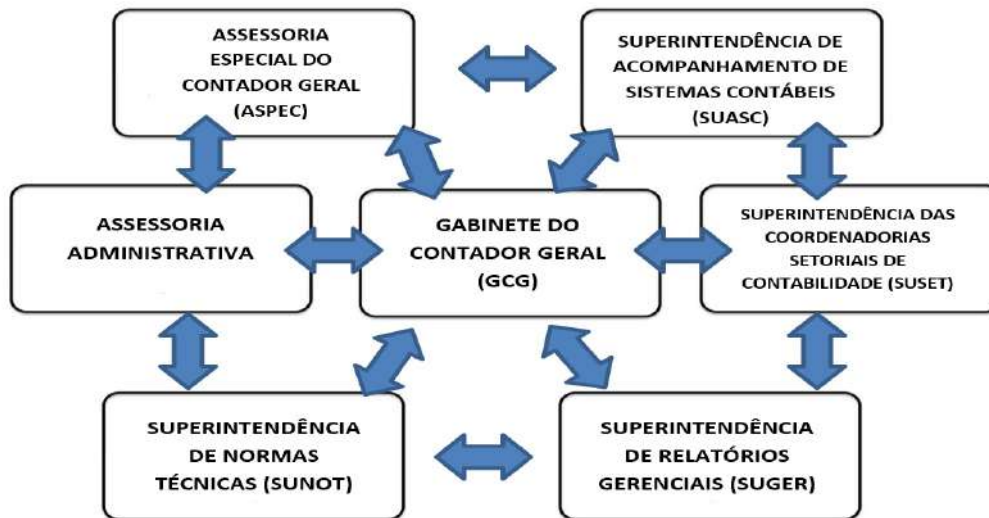 ASSESSORIA
ESPECIAL DO
CONTADOR GERAL
(ASPEC)
SUPERINTENDÊNCIA DE
ACOMPANHAMENTO DE
SISTEMAS CONTÁBEIS
(SUASC)
ASSESSORIA
ADMINISTRATIVA
GABINETE DO
CONTADOR GERAL
(GCG)
SUPERINTENDÊNCIA DAS
COORDENADORIAS
SETORIAIS DE
CONTABILIDADE (SUSET)
SUPERINTENDÊNCIA
DE NORMAS
TÉCNICAS (SUNOT)
SUPERINTENDÊNCIA
DE RELATÓRIOS
GERENCIAIS (SUGER)